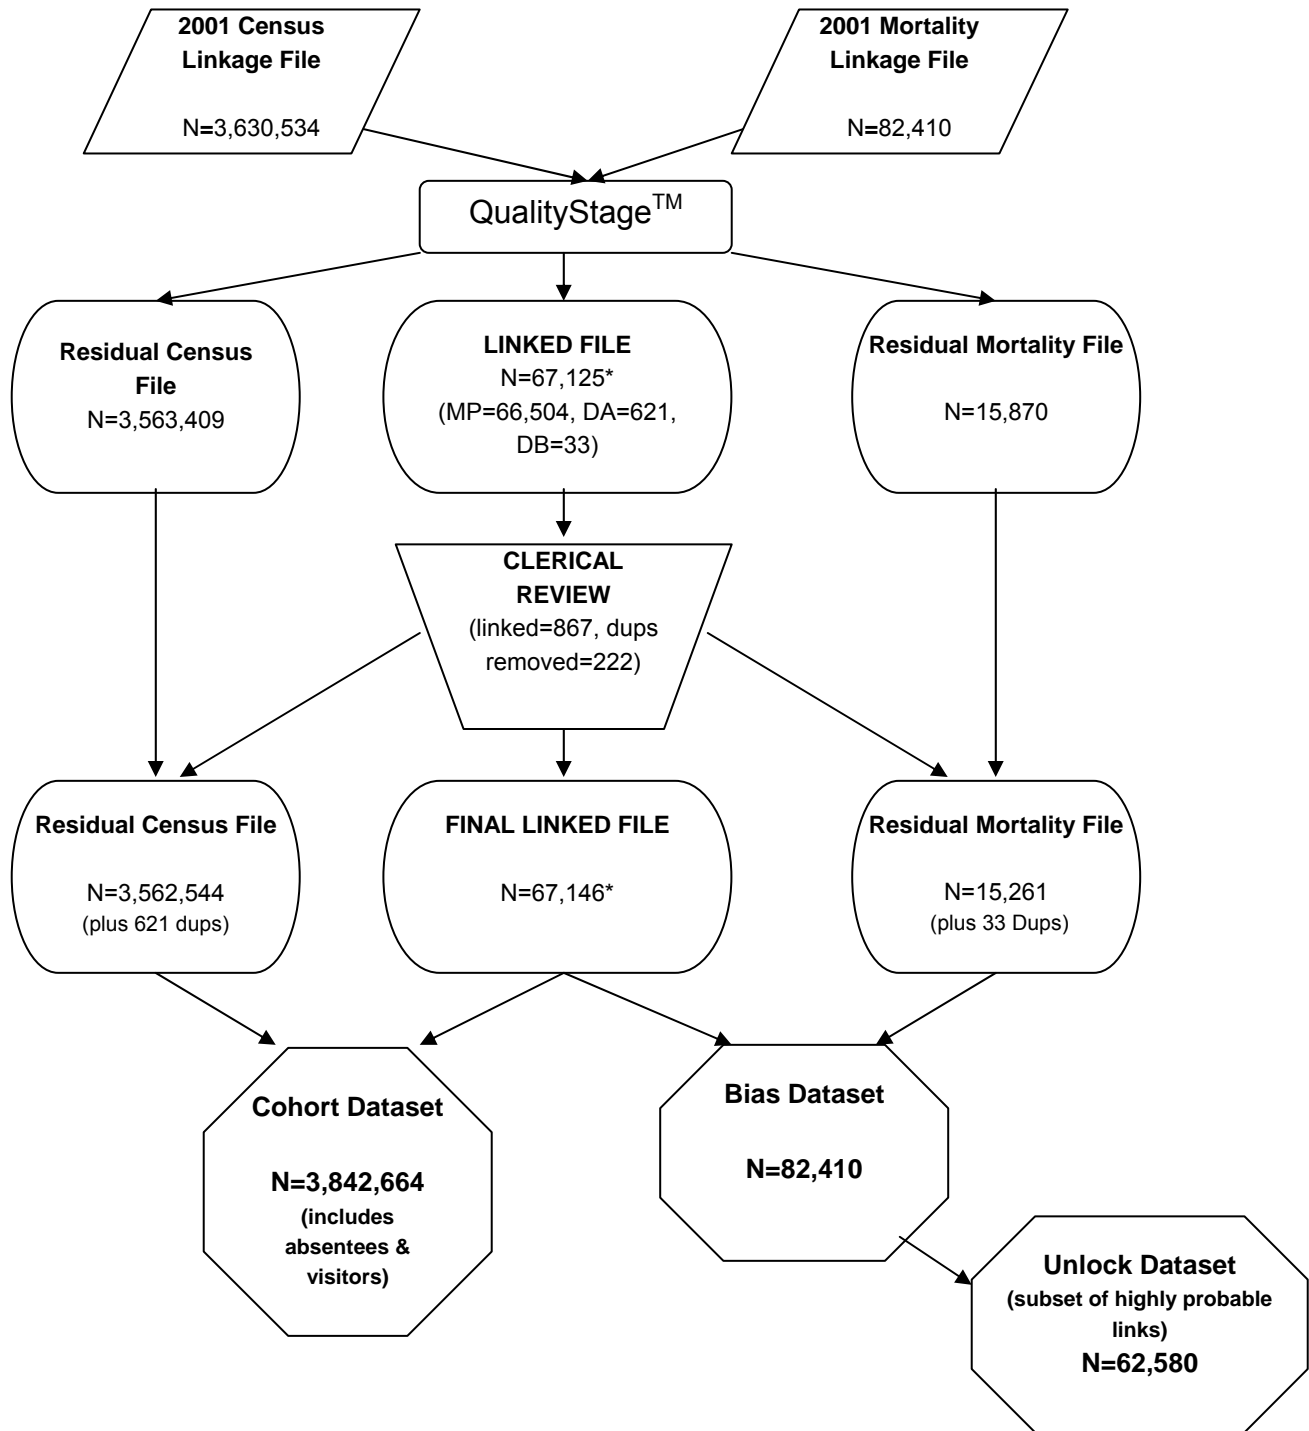 2001 Census
Linkage File
N=3,630,534
2001 Mortality
Linkage File
N=82,410
QualityStage™
Residual Census
File
N=3,563,409
LINKED FILE
N=67,125*
(MP=66,504, DA=621,
DB=33)
Residual Mortality File
N=15,870
CLERICAL
REVIEW
(linked=867, dups
removed=222)
Residual Census File
N=3,562,544
(plus 621 dups)
FINAL LINKED FILE
N=67,146*
Residual Mortality File
N=15,261
(plus 33 Dups)
Cohort Dataset
N=3,842,664
(includes
absentees &
visitors)
Bias Dataset
N=82,410
Unlock Dataset
(subset of highly probable
links)
N=62,580